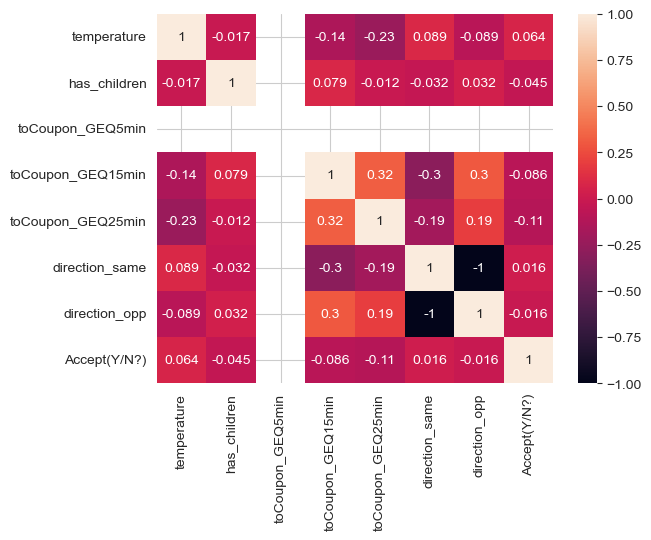 temperature 1 -0.017 -0.14 -0.23 0.089 -0.089 0.064
has_children -0.017 1 0.079 -0.012 -0.032 0.032 -0.045
toCoupon_GEQ5min
toCoupon_GEQ15min -0.14 0.079 1 0.32 -0.3 0.3 -0.086
toCoupon_GEQ25min -0.23 -0.012 0.32 1 -0.19 0.19 -0.11
direction_same 0.089 -0.032 -0.3 -0.19 1 -1 0.016
direction_opp -0.089 0.032 0.3 0.19 -1 1 -0.016
Accept(Y/N?) 0.064 -0.045 -0.086 -0.11 0.016 -0.016 1
temperature
has_children
toCoupon_GEQ5min
toCoupon_GEQ15min
toCoupon_GEQ25min
direction_same
direction_opp
Accept(Y/N?)
1.00
0.75
0.50
0.25
0.00
−0.25
−0.50
−0.75
−1.00